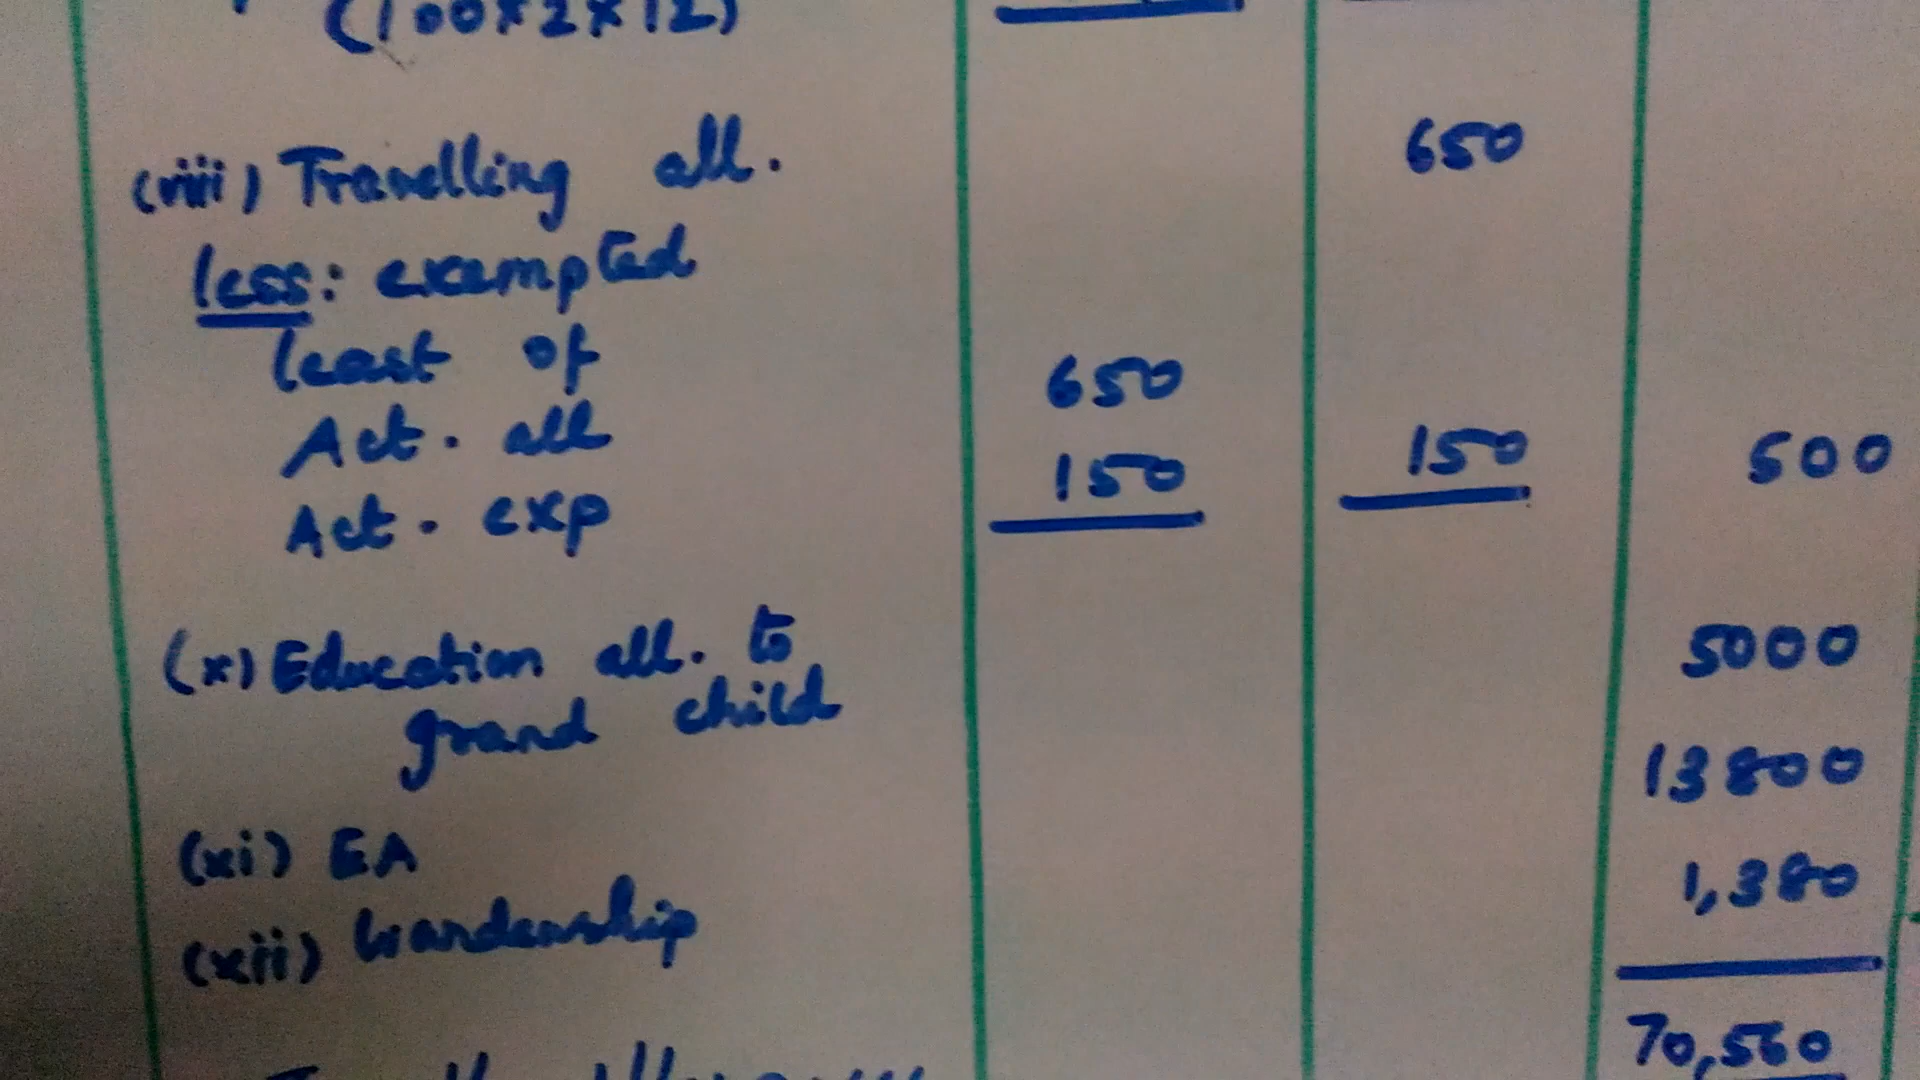 (100×2×12)
(viii) Travelling all. 650
less: exempted
least of
Act. all 650
Act. exp 150 150 500
(x) Education all. to 5000
grand child
13800
(xi) EA
1,380
(xii) Wardenship
70,560